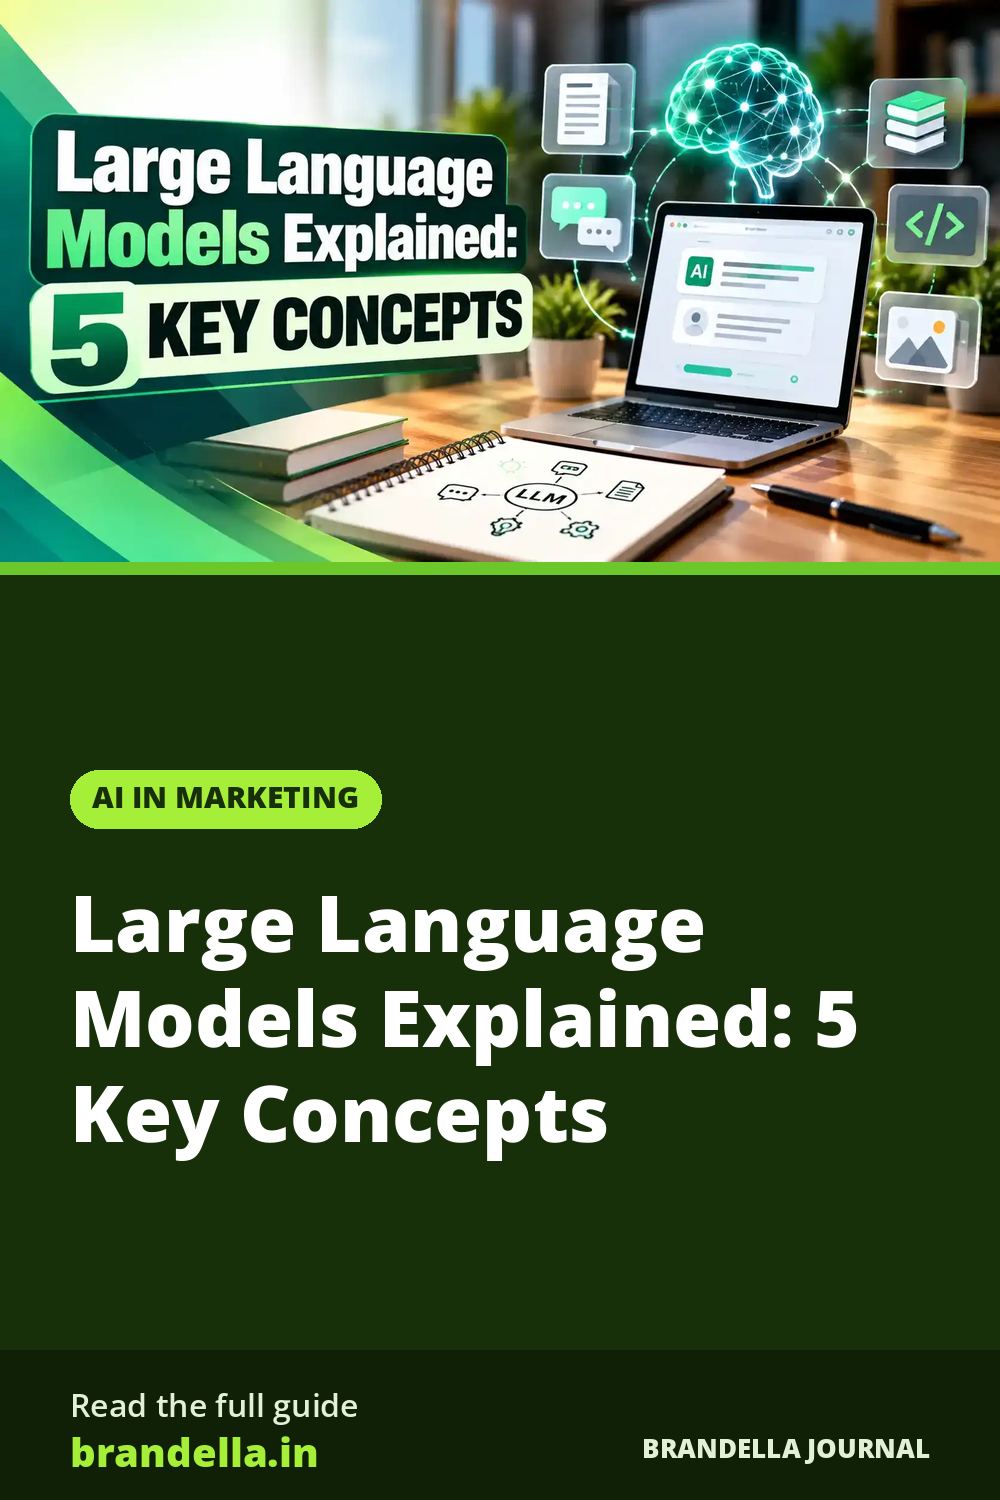 Large Language
Models Explained:
5 KEY CONCEPTS
AI
LLM
AI IN MARKETING
Large Language
Models Explained: 5
Key Concepts
Read the full guide
brandella.in
BRANDELLA JOURNAL